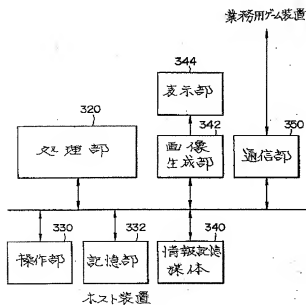 業務用ゲーム装置
344
表示部
320
342
350
処理部
画像
生成部
通信部
330
332
340
操作部
記憶部
情報記憶
媒体
ホスト装置